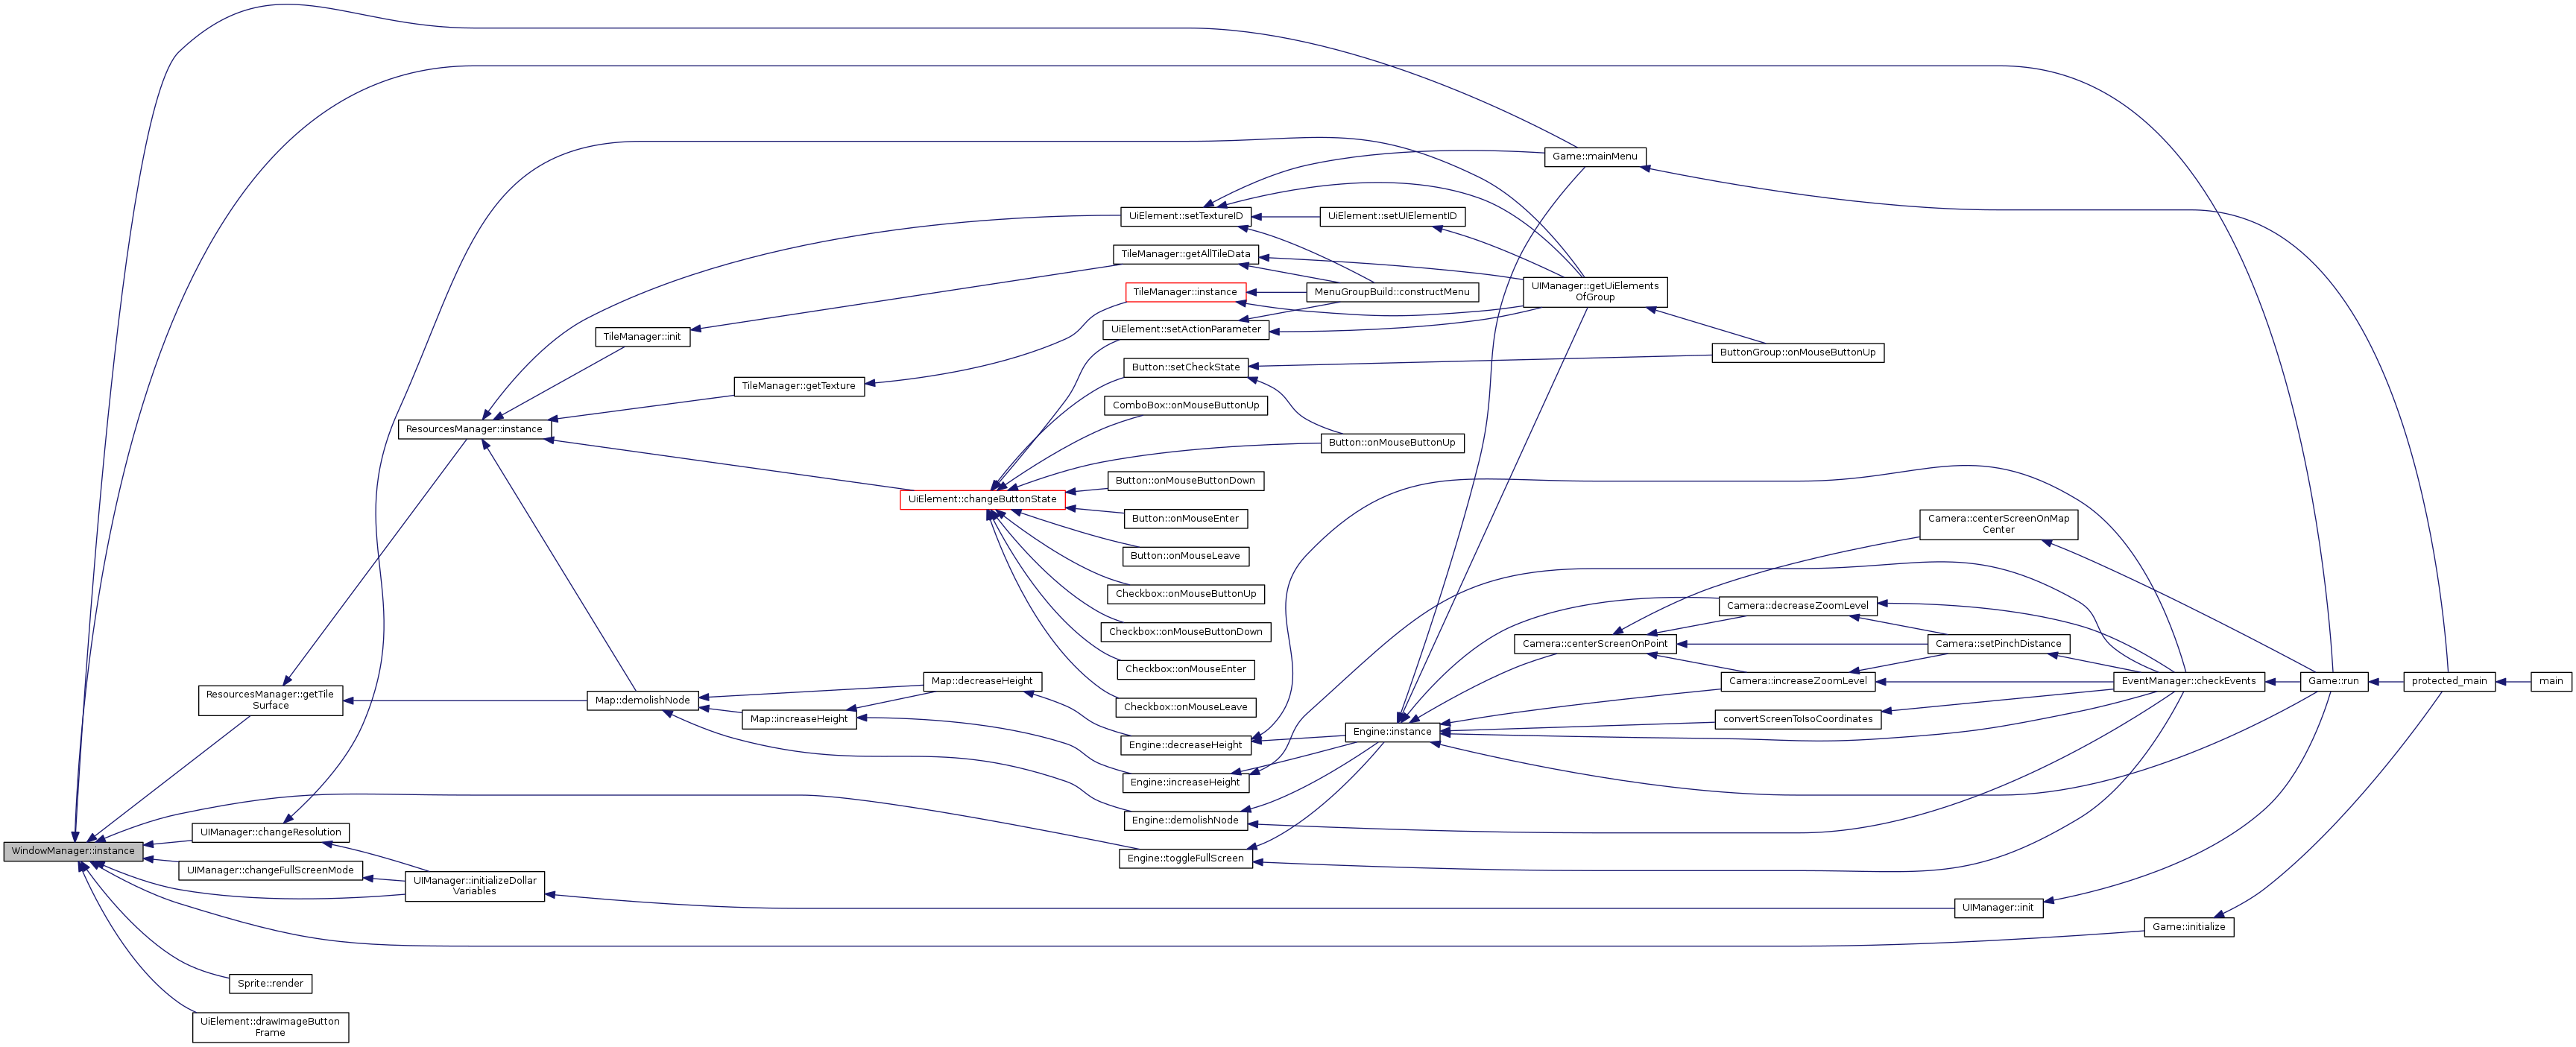 Game::mainMenu
UiElement::setTextureID
UiElement::setUIElementID
TileManager::getAllTileData
TileManager::instance
MenuGroupBuild::constructMenu
UIManager::getUiElements
OfGroup
UiElement::setActionParameter
TileManager::init
ButtonGroup::onMouseButtonUp
Button::setCheckState
TileManager::getTexture
ComboBox::onMouseButtonUp
ResourcesManager::instance
Button::onMouseButtonUp
Button::onMouseButtonDown
UiElement::changeButtonState
Button::onMouseEnter
Camera::centerScreenOnMap
Center
Button::onMouseLeave
Checkbox::onMouseButtonUp
Camera::decreaseZoomLevel
Checkbox::onMouseButtonDown
Camera::centerScreenOnPoint
Camera::setPinchDistance
Checkbox::onMouseEnter
Map::decreaseHeight
Camera::increaseZoomLevel
EventManager::checkEvents
Game::run
protected_main
main
ResourcesManager::getTile
Surface
Map::demolishNode
Checkbox::onMouseLeave
Map::increaseHeight
convertScreenToIsoCoordinates
Engine::instance
Engine::decreaseHeight
Engine::increaseHeight
Engine::demolishNode
UIManager::changeResolution
WindowManager::instance
Engine::toggleFullScreen
UIManager::changeFullScreenMode
UIManager::initializeDollar
Variables
UIManager::init
Game::initialize
Sprite::render
UiElement::drawImageButton
Frame